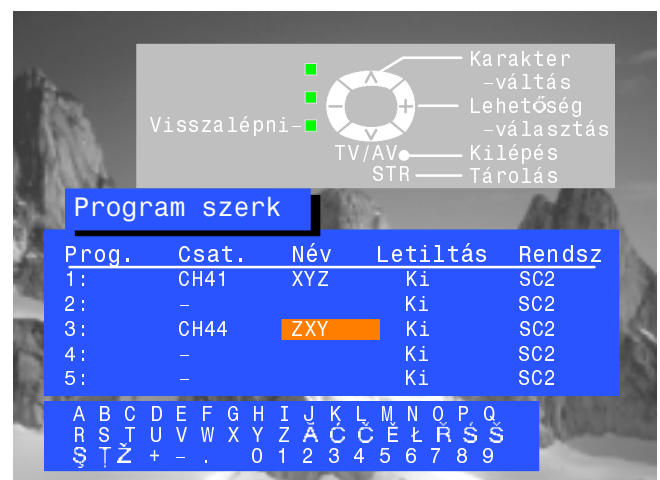 Karakter
-váltás
Lehetőség
-választás
Visszalépni-
TV/AV Kilépés
STR Tárolás
Program szerk
Prog. Csat. Név Letiltás Rendsz
1: CH41 XYZ Ki SC2
2: - Ki SC2
3: CH44 ZXY Ki SC2
4: - Ki SC2
5: - Ki SC2
A B C D E F G H I J K L M N O P Q
R S T U V W X Y Z Ă Ć Č Ě Ł Ř Ś Š
Ş Ţ Ž + - . 0 1 2 3 4 5 6 7 8 9